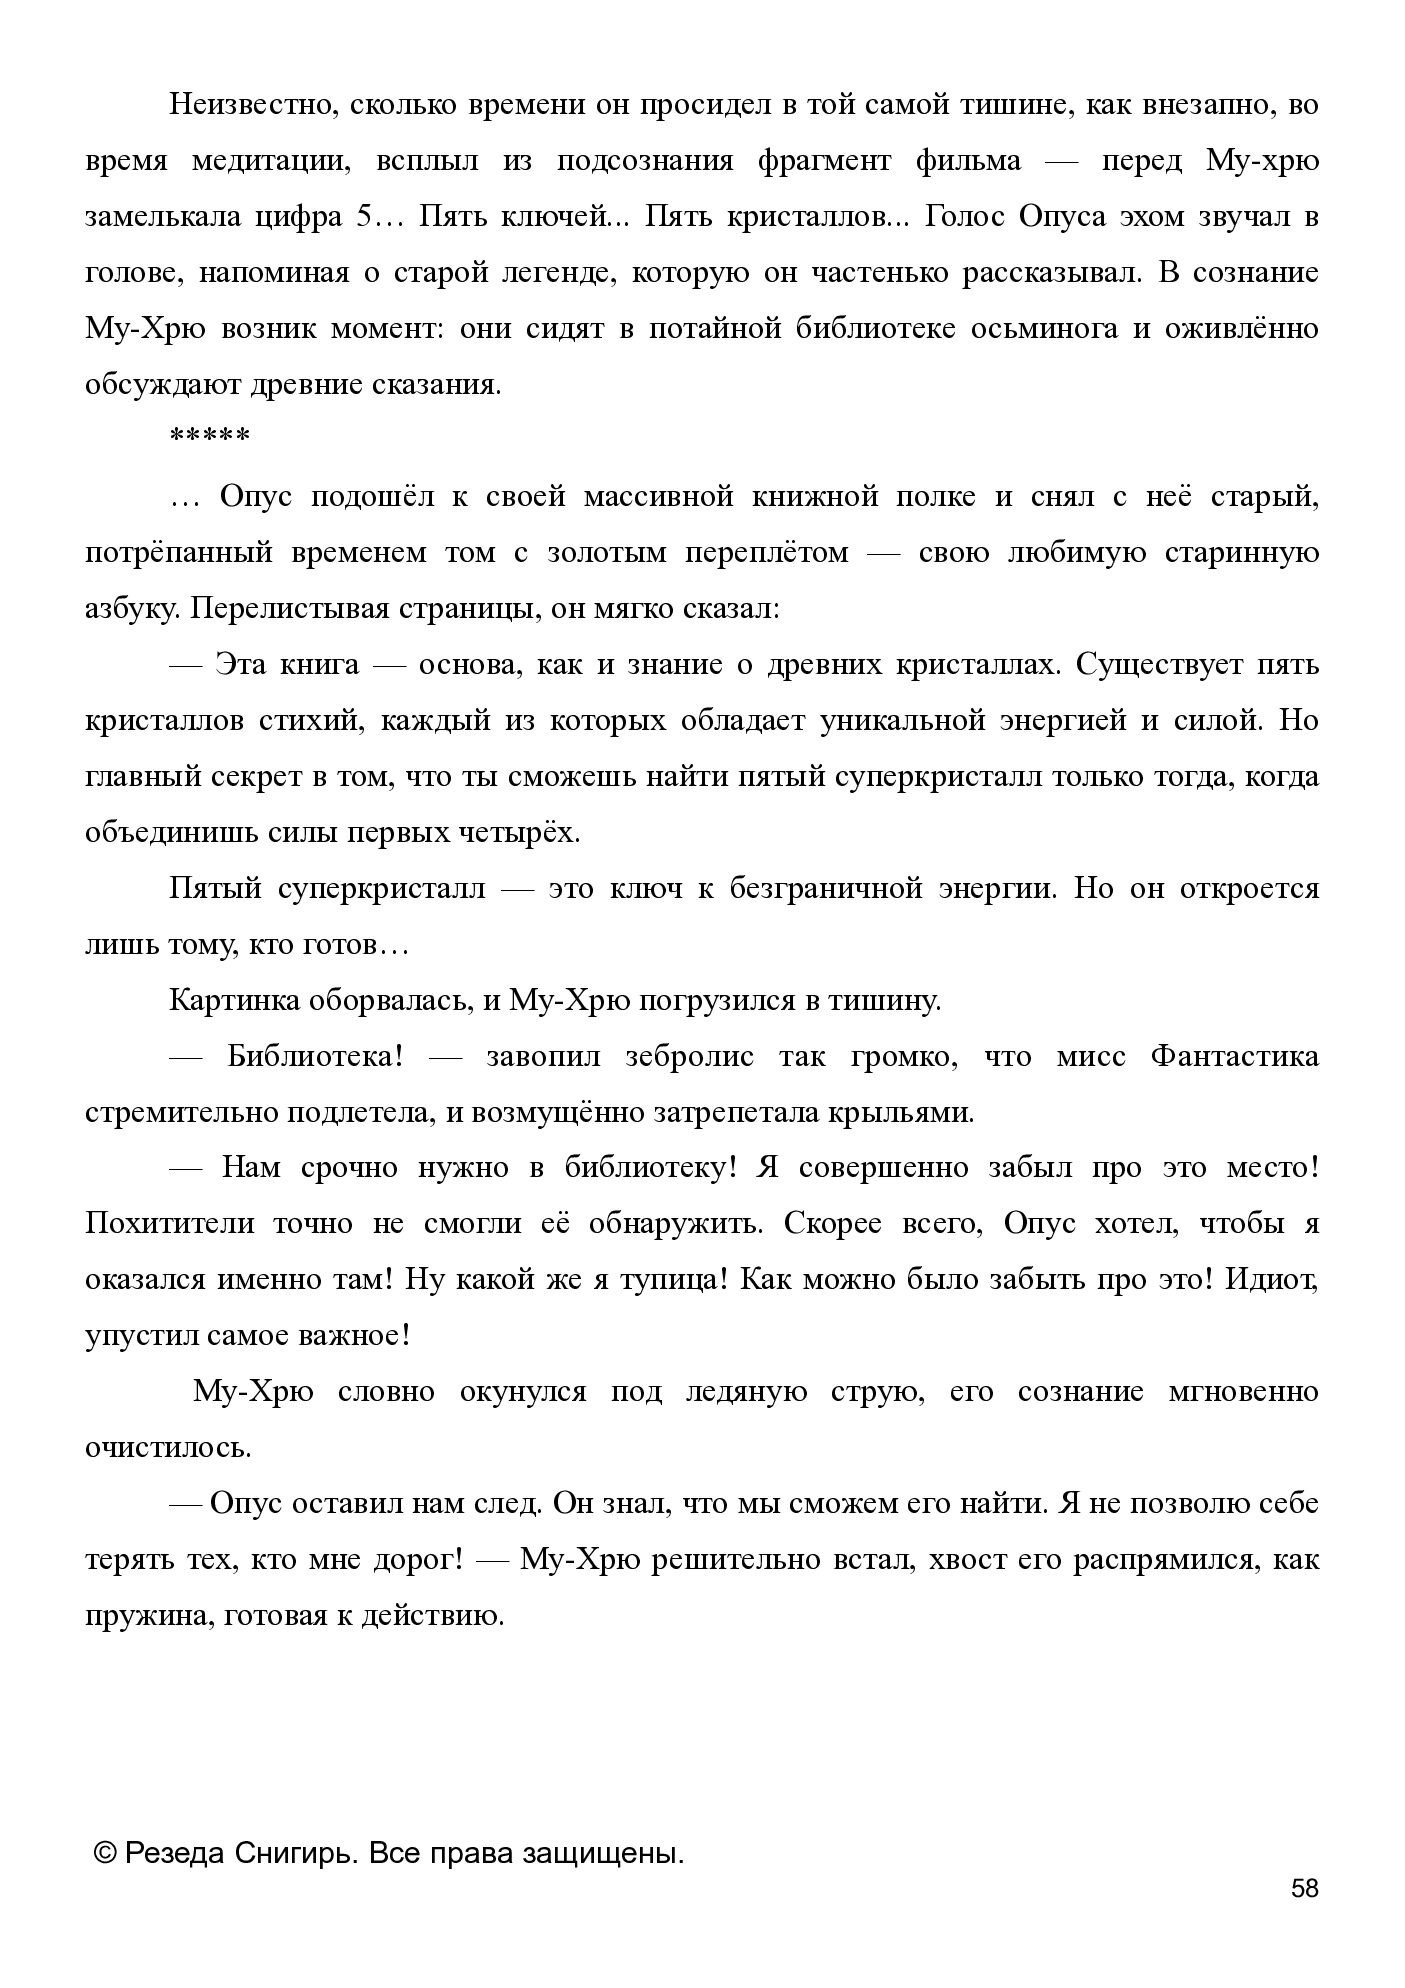 Неизвестно, сколько времени он просидел в той самой тишине, как внезапно, во
время медитации, всплыл из подсознания фрагмент фильма — перед Му-хрю
замелькала цифра 5… Пять ключей... Пять кристаллов... Голос Опуса эхом звучал в
голове, напоминая о старой легенде, которую он частенько рассказывал. В сознание
Му-Хрю возник момент: они сидят в потайной библиотеке осьминога и оживлённо
обсуждают древние сказания.
*****
… Опус подошёл к своей массивной книжной полке и снял с неё старый,
потрёпанный временем том с золотым переплётом — свою любимую старинную
азбуку. Перелистывая страницы, он мягко сказал:
— Эта книга — основа, как и знание о древних кристаллах. Существует пять
кристаллов стихий, каждый из которых обладает уникальной энергией и силой. Но
главный секрет в том, что ты сможешь найти пятый суперкристалл только тогда, когда
объединишь силы первых четырёх.
Пятый суперкристалл — это ключ к безграничной энергии. Но он откроется
лишь тому, кто готов…
Картинка оборвалась, и Му-Хрю погрузился в тишину.
— Библиотека! — завопил зебролис так громко, что мисс Фантастика
стремительно подлетела, и возмущённо затрепетала крыльями.
— Нам срочно нужно в библиотеку! Я совершенно забыл про это место!
Похитители точно не смогли её обнаружить. Скорее всего, Опус хотел, чтобы я
оказался именно там! Ну какой же я тупица! Как можно было забыть про это! Идиот,
упустил самое важное!
Му-Хрю словно окунулся под ледяную струю, его сознание мгновенно
очистилось.
— Опус оставил нам след. Он знал, что мы сможем его найти. Я не позволю себе
терять тех, кто мне дорог! — Му-Хрю решительно встал, хвост его распрямился, как
пружина, готовая к действию.
© Резеда Снигирь. Все права защищены.
58